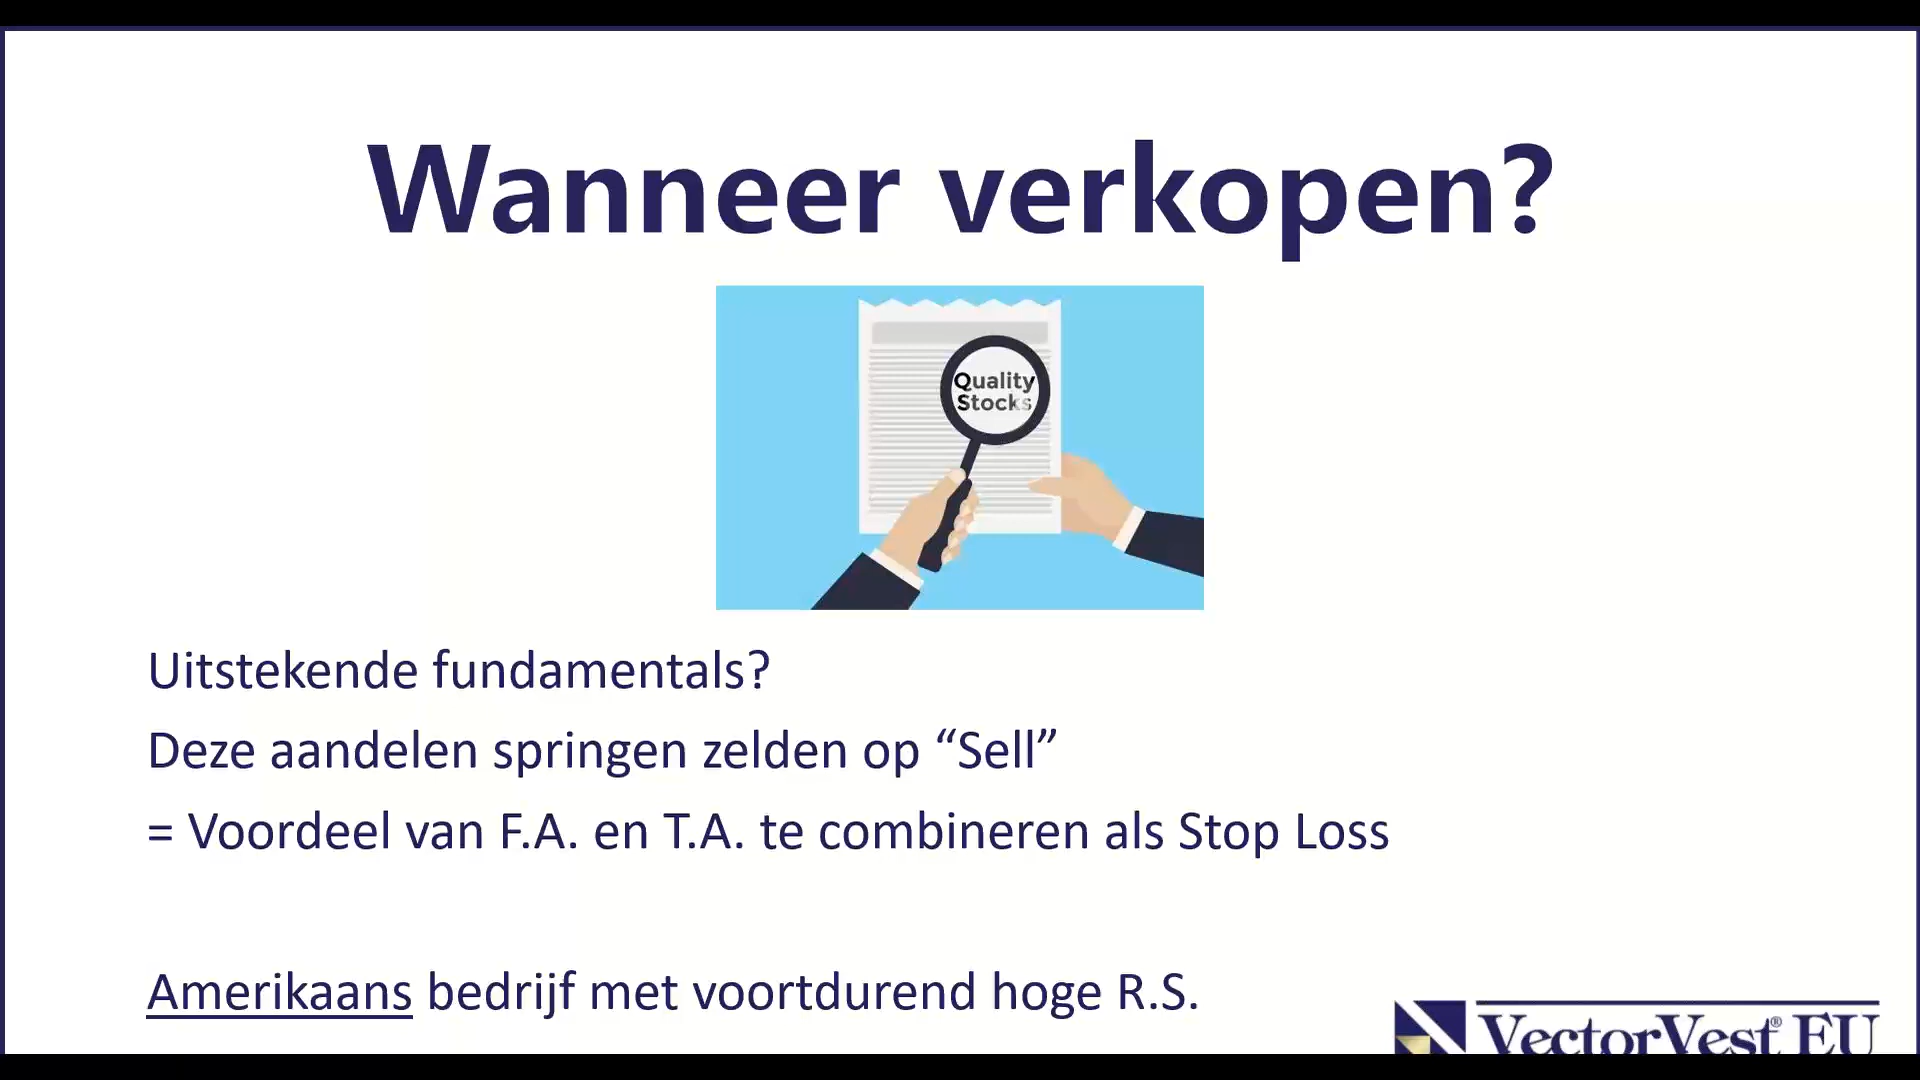 Wanneer verkopen?
Quality
Stocks
Uitstekende fundamentals?
Deze aandelen springen zelden op “Sell”
= Voordeel van F.A. en T.A. te combineren als Stop Loss
Amerikaans bedrijf met voortdurend hoge R.S.
VectorVest® EU